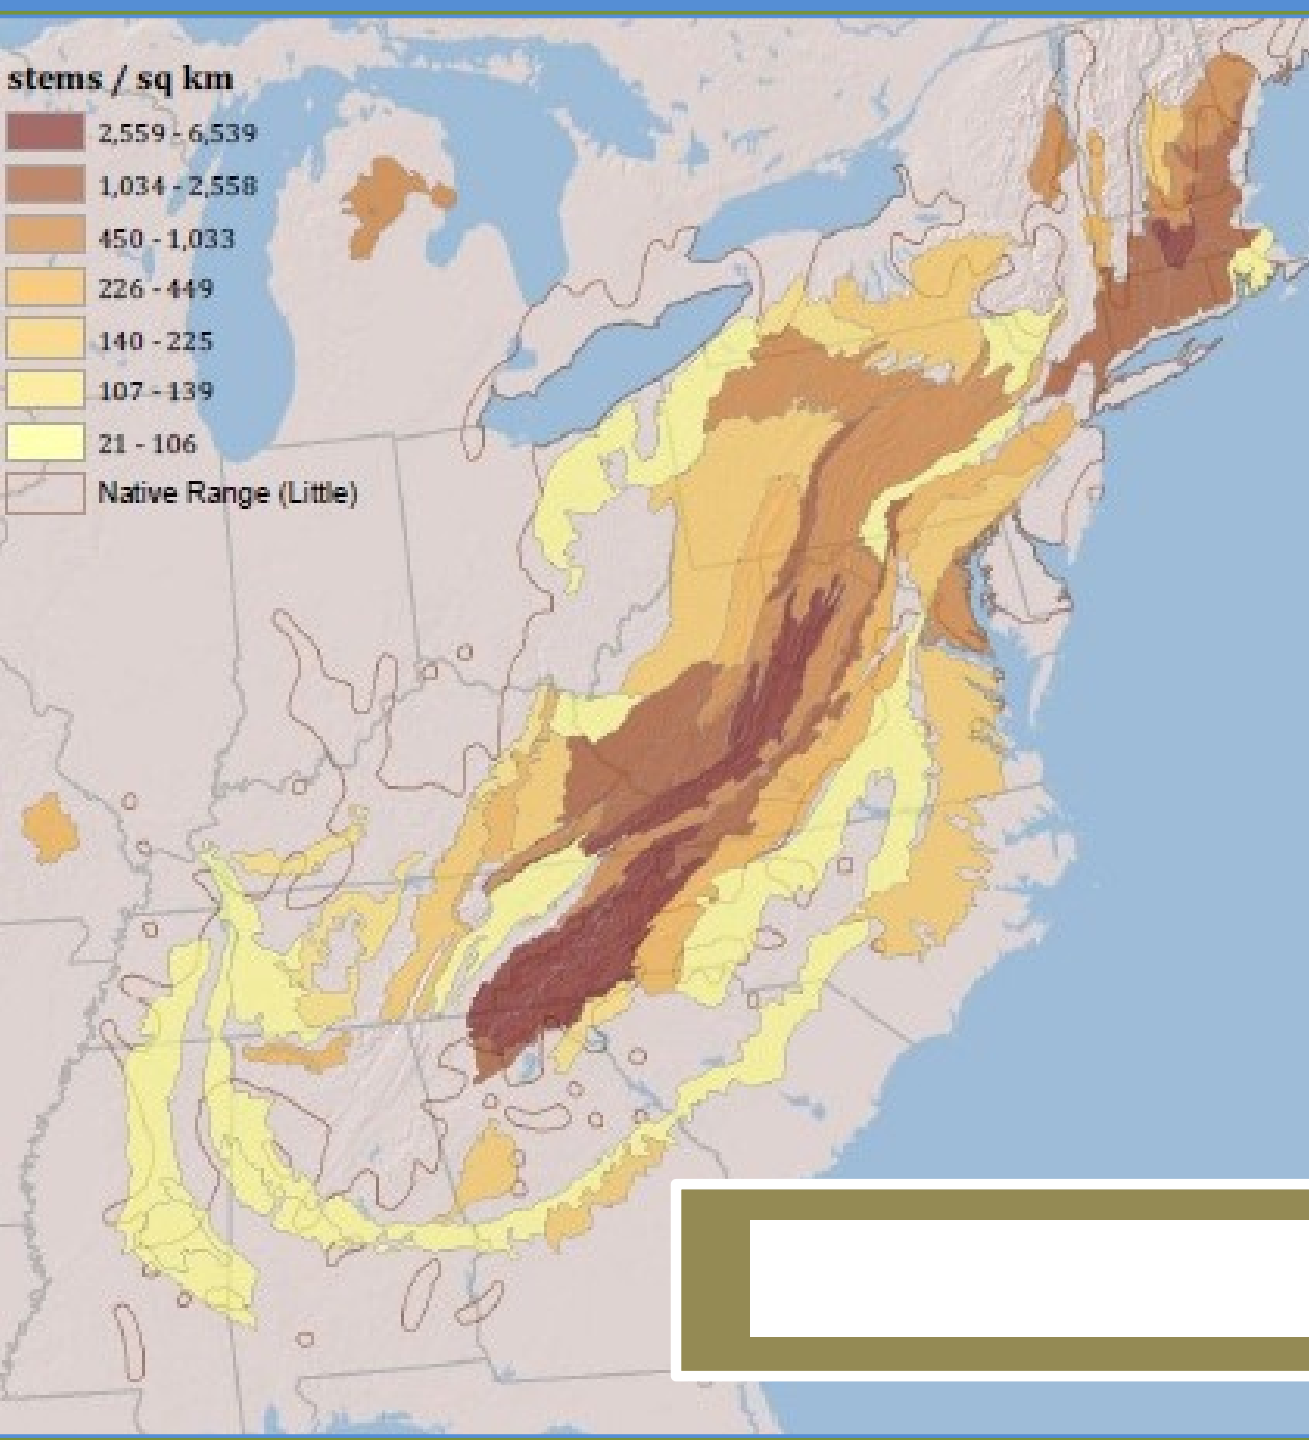 stems / sq km
2,559 - 6,539
1,034 - 2,558
450 - 1,033
226 - 449
140 - 225
107 - 139
21 - 106
Native Range (Little)